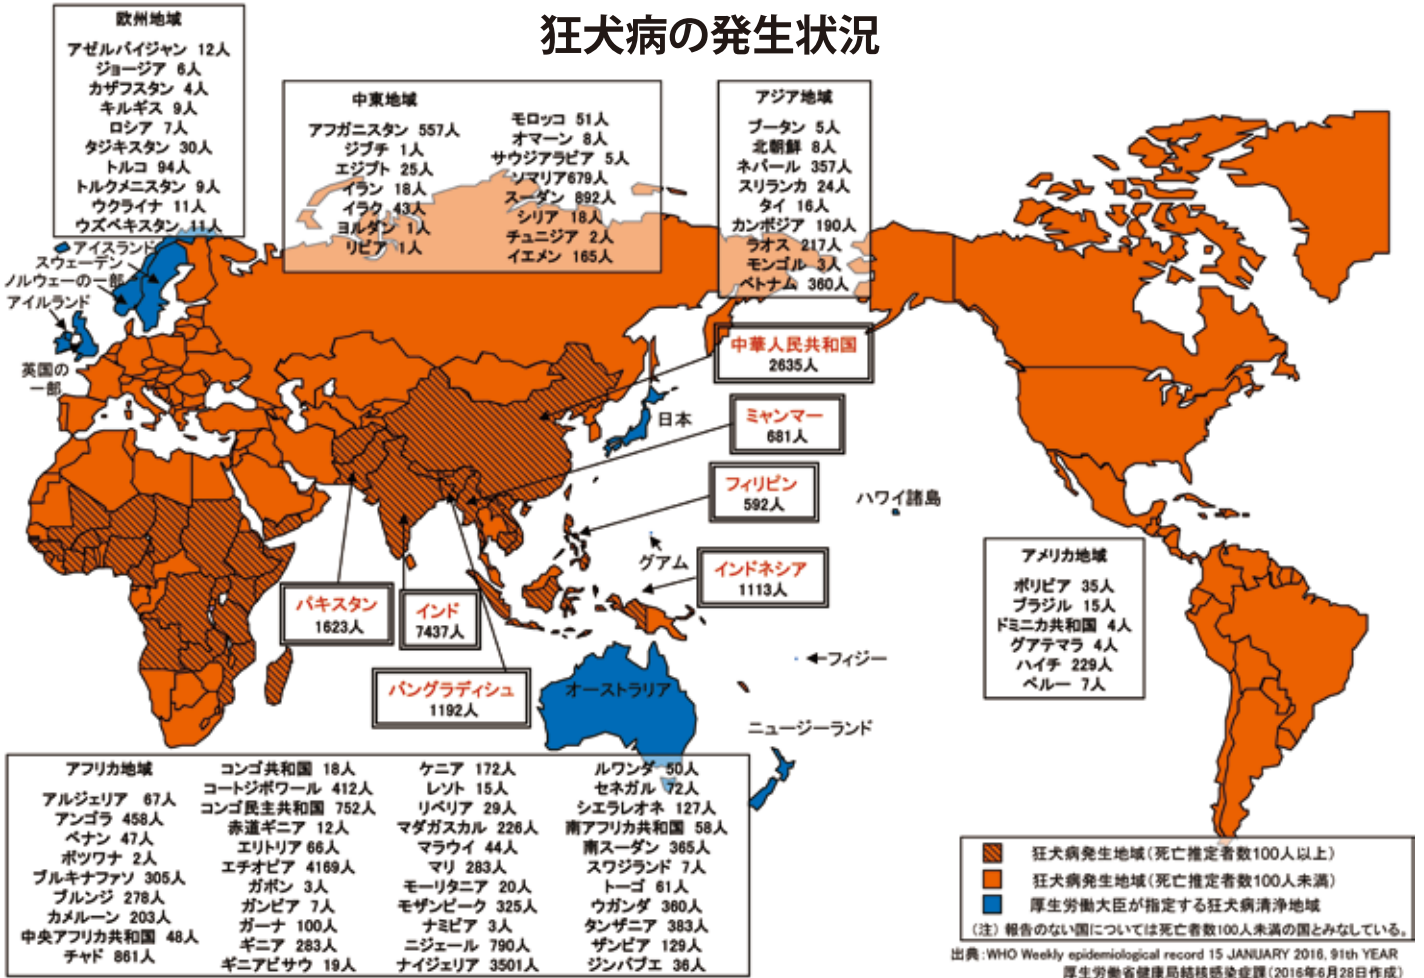 狂犬病の発生状況
欧州地域
アゼルバイジャン 12人
ジョージア 6人
カザフスタン 4人
キルギス 9人
ロシア 7人
タジキスタン 30人
トルコ 94人
トルクメニスタン 9人
ウクライナ 11人
ウズベキスタン 11人
中東地域
アフガニスタン 557人
ジブチ 1人
エジプト 25人
イラン 18人
イラク 43人
ヨルダン 1人
リビア 1人
モロッコ 51人
オマーン 8人
サウジアラビア 5人
ソマリア679人
スーダン 892人
シリア 18人
チュニジア 2人
イエメン 165人
アジア地域
ブータン 5人
北朝鮮 8人
ネパール 357人
スリランカ 24人
タイ 16人
カンボジア 190人
ラオス 217人
モンゴル 3人
ベトナム 360人
アイスランド
スウェーデン
ノルウェーの一部
アイルランド
英国の
一部
中華人民共和国
2635人
ミャンマー
681人
日本
フィリピン
592人
ハワイ諸島
グアム
インドネシア
1113人
パキスタン
1623人
インド
7437人
バングラディシュ
1192人
オーストラリア
フィジー
ニュージーランド
アメリカ地域
ボリビア 35人
ブラジル 15人
ドミニカ共和国 4人
グアテマラ 4人
ハイチ 229人
ペルー 7人
アフリカ地域
アルジェリア 67人
アンゴラ 458人
ベナン 47人
ボツワナ 2人
ブルキナファソ 305人
ブルンジ 278人
カメルーン 203人
中央アフリカ共和国 48人
チャド 861人
コンゴ共和国 18人
コートジボワール 412人
コンゴ民主共和国 752人
赤道ギニア 12人
エリトリア 66人
エチオピア 4169人
ガボン 3人
ガンビア 7人
ガーナ 100人
ギニア 283人
ギニアビサウ 19人
ケニア 172人
レソト 15人
リベリア 29人
マダガスカル 226人
マラウイ 44人
マリ 283人
モーリタニア 20人
モザンビーク 325人
ナミビア 3人
ニジェール 790人
ナイジェリア 3501人
ルワンダ 50人
セネガル 72人
シエラレオネ 127人
南アフリカ共和国 58人
南スーダン 365人
スワジランド 7人
トーゴ 61人
ウガンダ 360人
タンザニア 383人
ザンビア 129人
ジンバブエ 36人
狂犬病発生地域(死亡推定者数100人以上)
狂犬病発生地域(死亡推定者数100人未満)
厚生労働大臣が指定する狂犬病清浄地域
(注) 報告のない国については死亡者数100人未満の国とみなしている。
出典:WHO Weekly epidemiological record 15 JANUARY 2016, 91th YEAR
厚生労働省健康局結核感染症課(2016年6月28日作成)